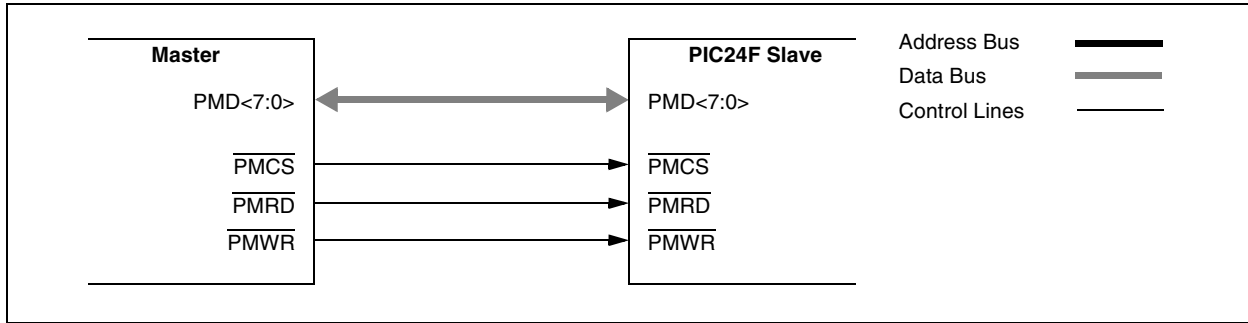 Master
PIC24F Slave
Address Bus
Data Bus
Control Lines
PMD<7:0>
PMD<7:0>
PMCS
PMCS
PMRD
PMRD
PMWR
PMWR